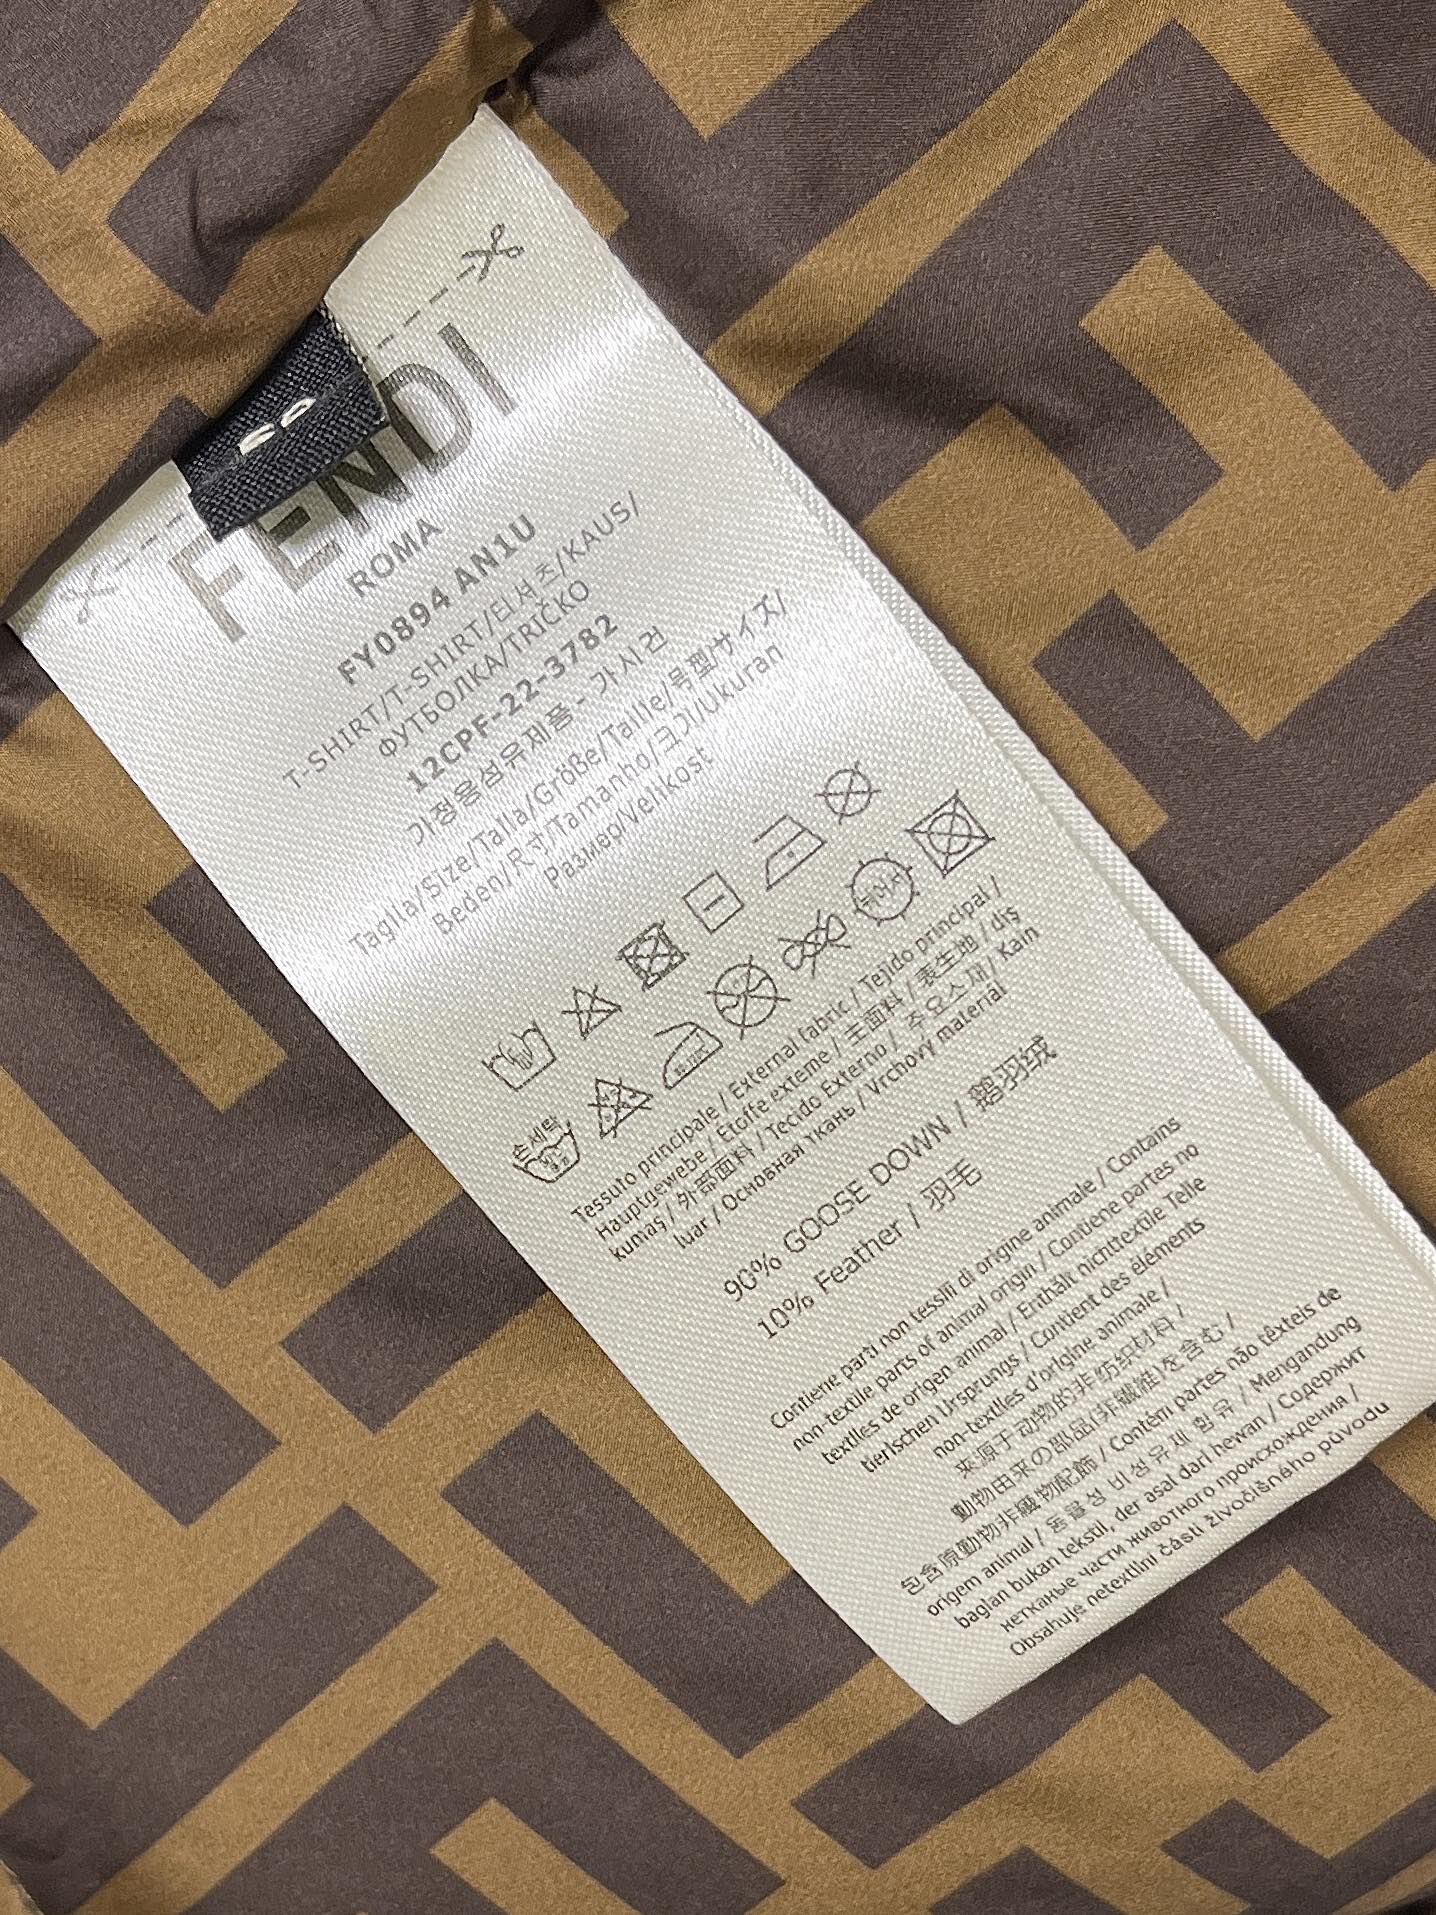 FENDI
ROMA
FY0894 AN1U
T-SHIRT/T-SHIRT/티셔츠/KAUS/
ФУТБОЛКА/TRIČKO
12CPF-22-3782
가정용섬유제품 - 가시건
Taglia/Size/Talla/Größe/Taille/号型/サイズ/
Beden/尺寸/Tamanho/크기/Ukuran
Размер/Velikost
손세탁
Tessuto principale / External fabric / Tejido principal /
Hauptgewebe / Étoffe externe / 主面料 / 表生地 / dış
kumaş / 外部面料 / Tecido Externo / 주요소재 / Kain
luar / Основная ткань / Vrchový material
90% GOOSE DOWN / 鹅羽绒
10% Feather / 羽毛
Contiene parti non tessili di origine animale / Contains
non-textile parts of animal origin / Contiene partes no
textiles de origen animal / Enthält nichttextile Teile
tierischen Ursprungs / Contient des éléments
non-textiles d'origine animale /
夹源于动物的非纺织材料 /
動物由来の部品(非繊維)を含む /
包含原動物非織物配飾 / Contém partes não têxteis de
origem animal / 동물성 비섬유재 함유 / Mengandung
bagian bukan tekstil, der asal dari hewan / Содержит
нетканые части животного происхождения /
Obsahuje netextilní části živočišného původu